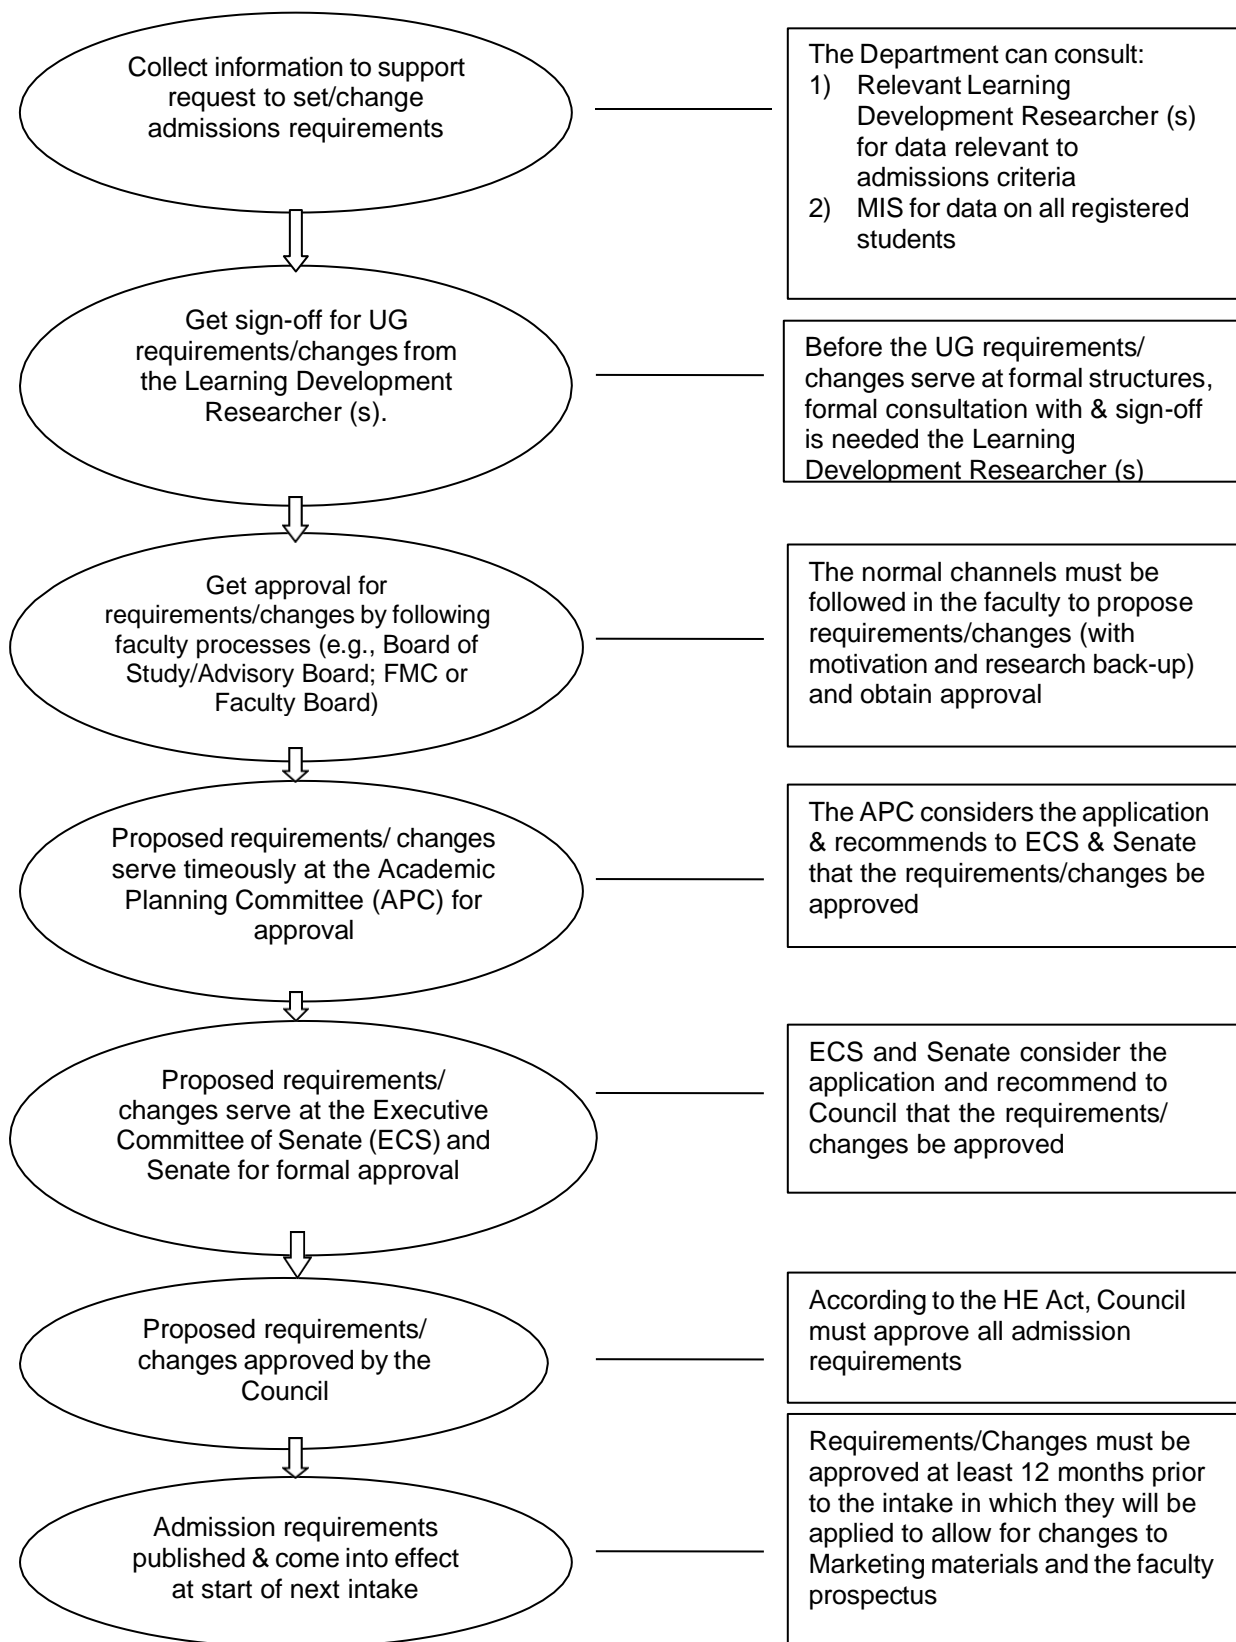 Collect information to support
request to set/change
admissions requirements
The Department can consult:
1) Relevant Learning
Development Researcher (s)
for data relevant to
admissions criteria
2) MIS for data on all registered
students
Get sign-off for UG
requirements/changes from
the Learning Development
Researcher (s).
Before the UG requirements/
changes serve at formal structures,
formal consultation with & sign-off
is needed the Learning
Development Researcher (s)
Get approval for
requirements/changes by following
faculty processes (e.g., Board of
Study/Advisory Board; FMC or
Faculty Board)
The normal channels must be
followed in the faculty to propose
requirements/changes (with
motivation and research back-up)
and obtain approval
Proposed requirements/ changes
serve timeously at the Academic
Planning Committee (APC) for
approval
The APC considers the application
& recommends to ECS & Senate
that the requirements/changes be
approved
Proposed requirements/
changes serve at the Executive
Committee of Senate (ECS) and
Senate for formal approval
ECS and Senate consider the
application and recommend to
Council that the requirements/
changes be approved
Proposed requirements/
changes approved by the
Council
According to the HE Act, Council
must approve all admission
requirements
Admission requirements
published & come into effect
at start of next intake
Requirements/Changes must be
approved at least 12 months prior
to the intake in which they will be
applied to allow for changes to
Marketing materials and the faculty
prospectus